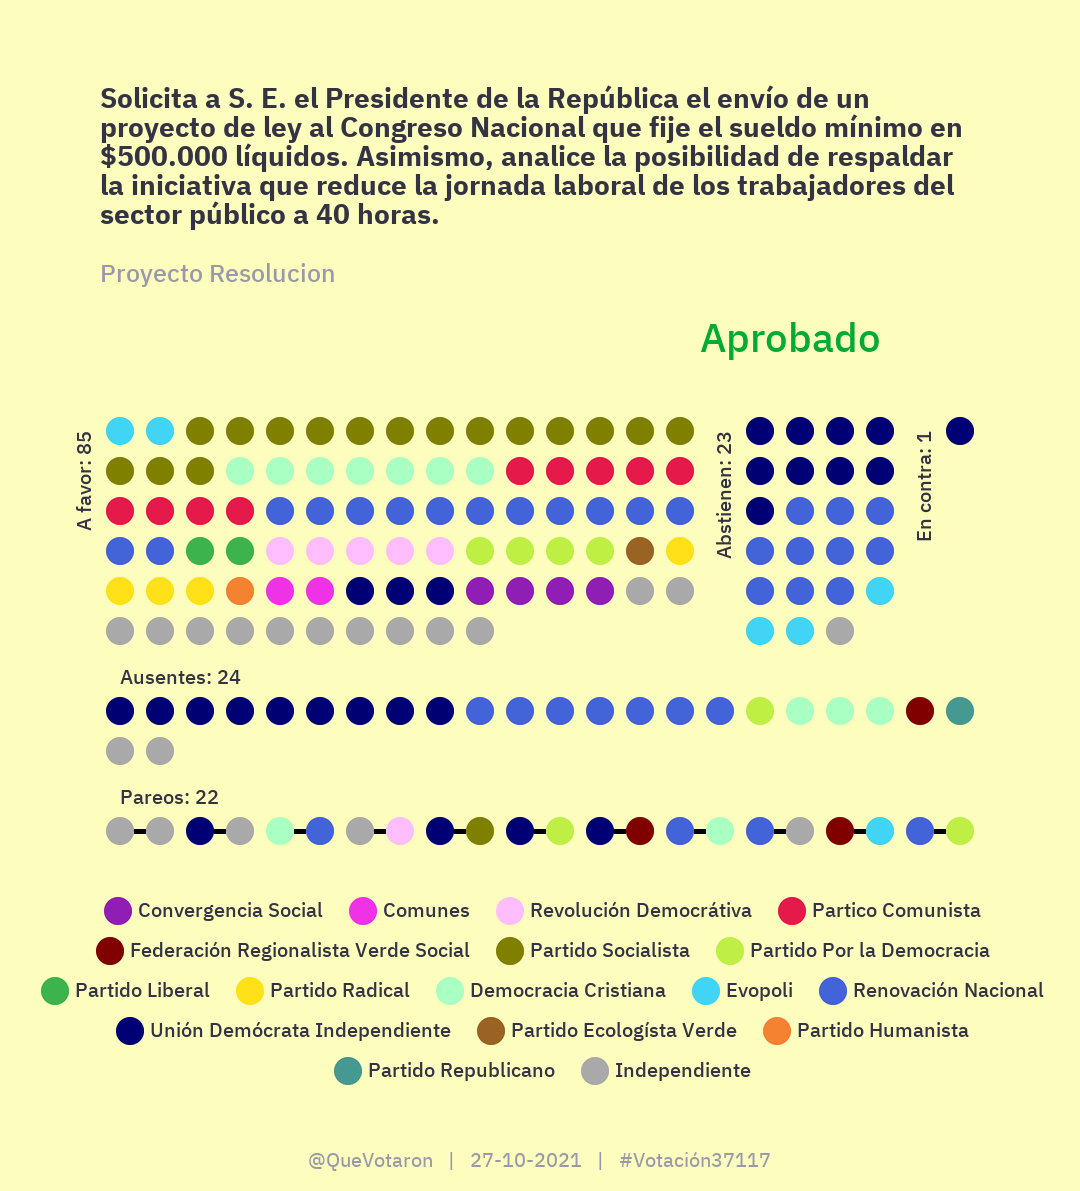 Solicita a S. E. el Presidente de la República el envío de un
proyecto de ley al Congreso Nacional que fije el sueldo mínimo en
$500.000 líquidos. Asimismo, analice la posibilidad de respaldar
la iniciativa que reduce la jornada laboral de los trabajadores del
sector público a 40 horas.
Proyecto Resolucion
Aprobado
A favor: 85
Abstienen: 23
En contra: 1
Ausentes: 24
Pareos: 22
Convergencia Social Comunes Revolución Democrátiva Partico Comunista
Federación Regionalista Verde Social Partido Socialista Partido Por la Democracia
Partido Liberal Partido Radical Democracia Cristiana Evopoli Renovación Nacional
Unión Demócrata Independiente Partido Ecologísta Verde Partido Humanista
Partido Republicano Independiente
@QueVotaron | 27-10-2021 | #Votación37117